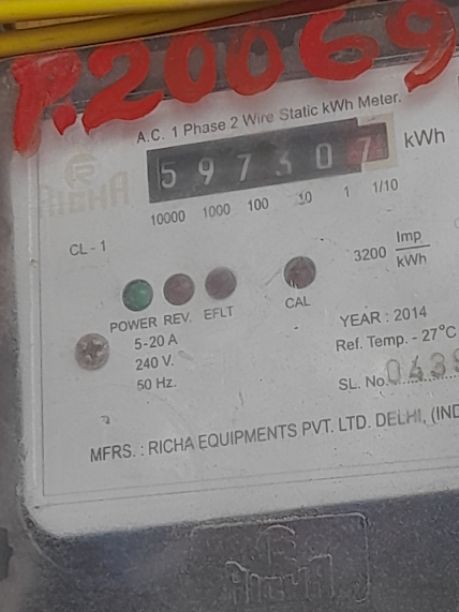 P.20069
A.C. 1 Phase 2 Wire Static kWh Meter.
RICHA
5 9 7 3 0 7 kWh
10000 1000 100 10 1 1/10
CL - 1
3200 Imp/kWh
POWER REV. EFLT CAL
5-20 A
240 V.
50 Hz.
YEAR : 2014
Ref. Temp. - 27°C
SL. No.
MFRS. : RICHA EQUIPMENTS PVT. LTD. DELHI,
RICHA